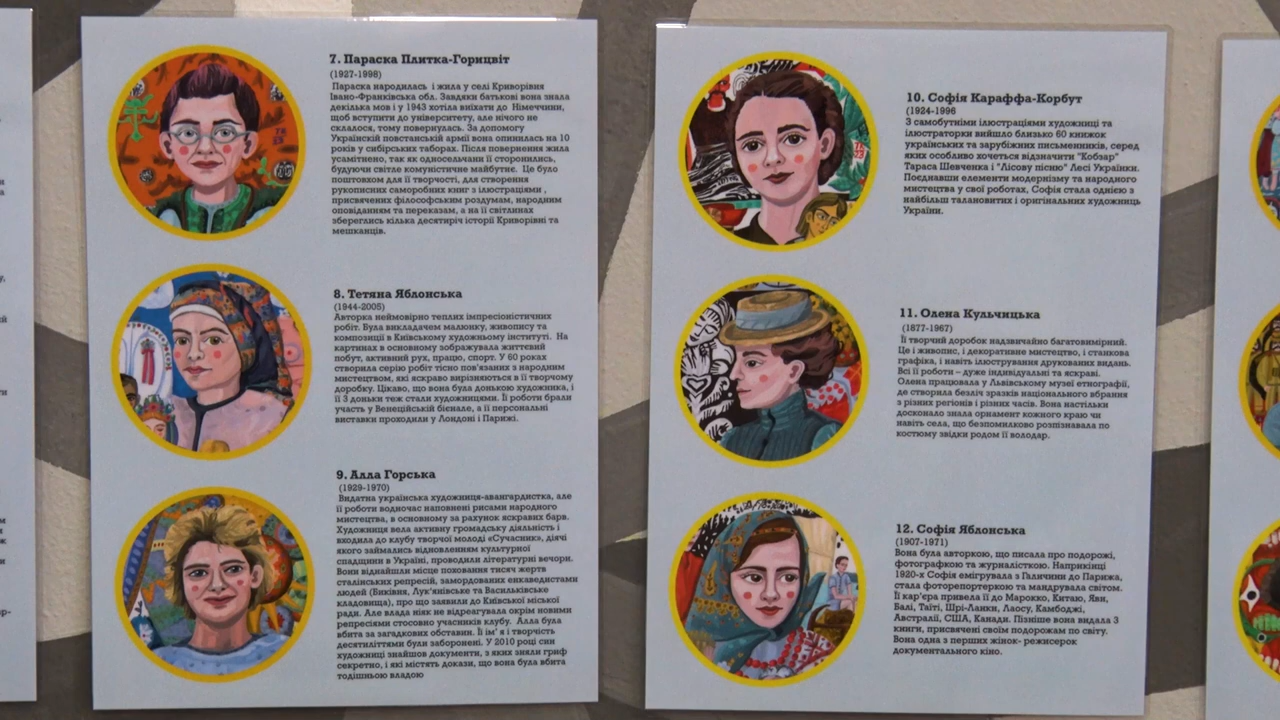 7. Параска Плитка-Горицвіт
(1927-1998)
Параска народилась і жила у селі Криворівня
Івано-Франківська обл. Завдяки батькові вона знала
декілька мов і у 1943 хотіла виїхати до Німеччини,
щоб вступити до університету, але нічого не
склалося, тому повернулась. За допомогу
Українскій повстанській армії вона опинилась на 10
років у сибірських таборах. Після повернення жила
усамітнено, так як односельчани її сторонились,
будуючи світле комуністичне майбутнє. Це було
поштовхом для її творчості, для створення
рукописних саморобних книг з ілюстраціями ,
присвячених філософським роздумам, народним
оповіданням та переказам, а на її світлинах
збереглись кілька десятиріч історії Криворівні та
мешканців.
8. Тетяна Яблонська
(1944-2005)
Авторка неймовірно теплих імпресіоністичних
робіт. Була викладачем малюнку, живопису та
композиції в Київському художньому інституті. На
картинах в основному зображувала життєвий
побут, активний рух, працю, спорт. У 60 роках
створила серію робіт тісно пов'язаних з народним
мистецтвом, які яскраво вирізняються в її творчому
доробку. Цікаво, що вона була донькою художника, і
її 3 доньки теж стали художницями. Її роботи брали
участь у Венеційській бієнале, а її персональні
виставки проходили у Лондоні і Парижі.
9. Алла Горська
(1929-1970)
Видатна українська художниця-авангардистка, але
її роботи водночас наповнені рисами народного
мистецтва, в основному за рахунок яскравих барв.
Художниця вела активну громадську діяльність і
входила до клубу творчої молоді «Сучасник», діячі
якого займались відновленням культурної
спадщини в Україні, проводили літературні вечори.
Вони віднайшли місце поховання тисяч жертв
сталінських репресій, замордованих енкаведистами
людей (Биківня, Лук'янівське та Васильківське
кладовища), про що заявили до Київської міської
ради. Але влада ніяк не відреагувала окрім новими
репресіями стосовно учасників клубу. Алла була
вбита за загадкових обставин. Її ім' я і творчість
десятиліттями були заборонені. У 2010 році син
художниці знайшов документи, з яких зняли гриф
секретно, і які містять докази, що вона була вбита
тодішньою владою
10. Софія Караффа-Корбут
(1924-1996
З самобутніми ілюстраціями художниці та
ілюстраторки вийшло близько 60 книжок
українських та зарубіжних письменників, серед
яких особливо хочеться відзначити "Кобзар"
Тараса Шевченка і "Лісову пісню" Лесі Українки.
Поєднавши елементи модернізму та народного
мистецтва у свої роботах, Софія стала однією з
найбільш талановитих і оригінальних художниць
України.
11. Олена Кульчицька
(1877-1967)
Її творчий доробок надзвичайно багатовимірний.
Це і живопис, і декоративне мистецтво, і станкова
графіка, і навіть ілюстрування друкованих видань.
Всі її роботи – дуже індивідуальні та яскраві.
Олена працювала у Львівському музеї етнографії,
де створила безліч зразків національного вбрання
з різних регіонів і різних часів. Вона настільки
досконало знала орнамент кожного краю чи
навіть села, що безпомилково розпізнавала по
костюму звідки родом її володар.
12. Софія Яблонська
(1907-1971)
Вона була авторкою, що писала про подорожі,
фотографкою та журналісткою. Наприкінці
1920-х Софія емігрувала з Галичини до Парижа,
стала фоторепортеркою та мандрувала світом.
Її кар'єра привела її до Марокко, Китаю, Яви,
Балі, Таїті, Шрі-Ланки, Лаосу, Камбоджі,
Австралії, США, Канади. Пізніше вона видала 3
книги, присвячені своїм подорожам по світу.
Вона одна з перших жінок- режисерок
документального кіно.